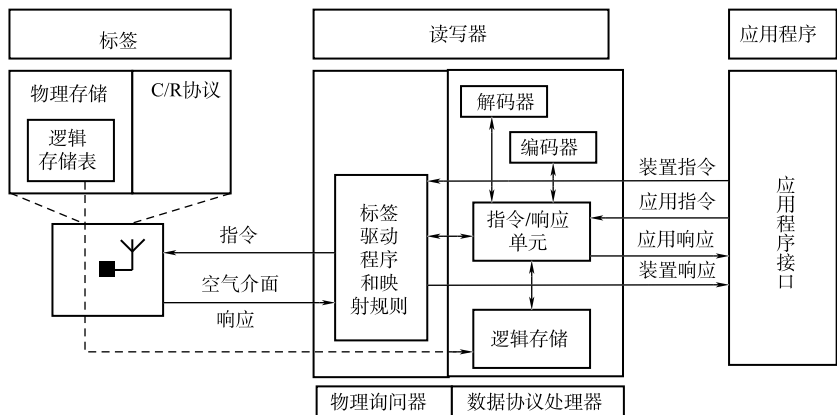 标签
读写器
应用程序
物理存储
C/R协议
逻辑
存储表
解码器
编码器
标签
驱动
程序
和映
射规则
指令/响应
单元
逻辑存储
指令
空气介面
响应
装置指令
应用指令
应用响应
装置响应
应用程序接口
物理询问器
数据协议处理器